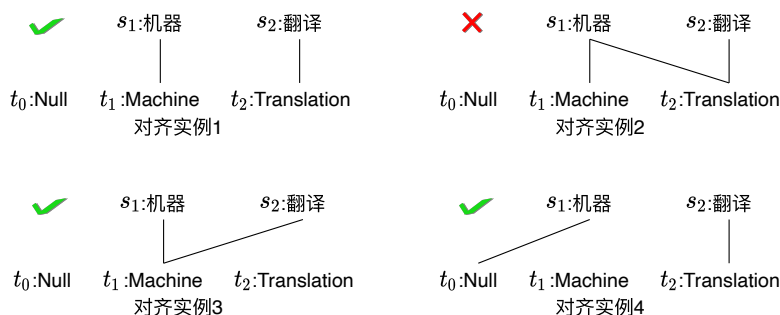 s₁:机器 s₂:翻译
t₀:Null t₁:Machine t₂:Translation
对齐实例1
s₁:机器 s₂:翻译
t₀:Null t₁:Machine t₂:Translation
对齐实例2
s₁:机器 s₂:翻译
t₀:Null t₁:Machine t₂:Translation
对齐实例3
s₁:机器 s₂:翻译
t₀:Null t₁:Machine t₂:Translation
对齐实例4